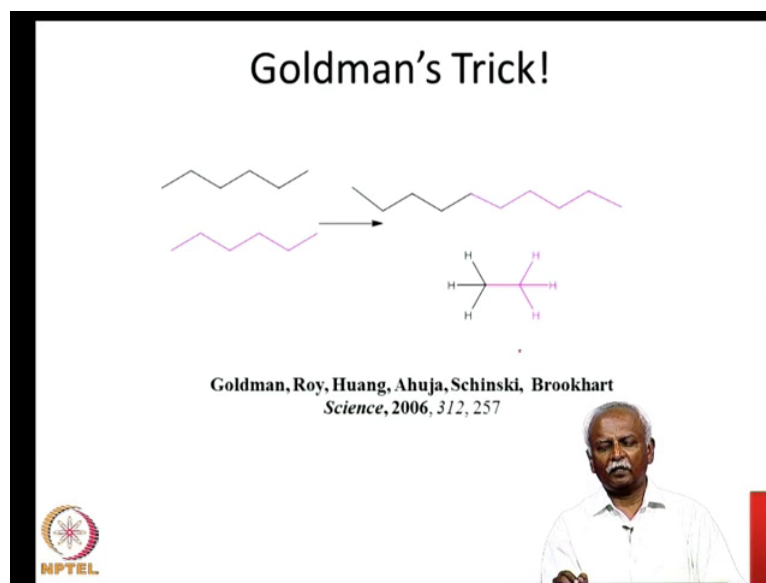 Goldman's Trick!
H H
H H
H H
Goldman, Roy, Huang, Ahuja, Schinski, Brookhart
Science, 2006, 312, 257
NPTEL